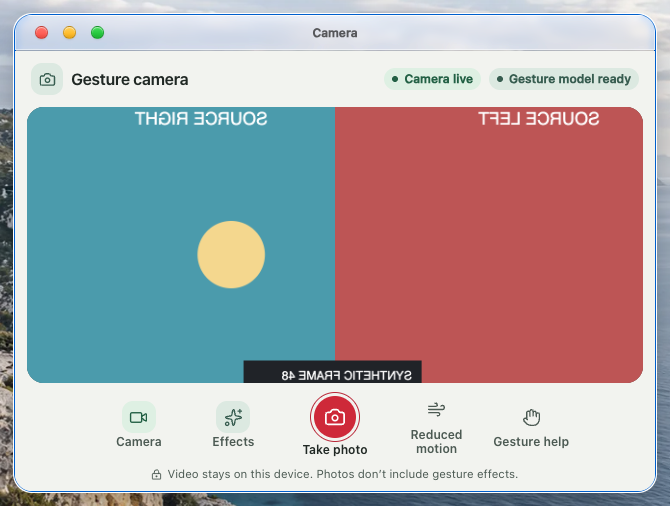 Camera
Gesture camera
Camera live
Gesture model ready
SOURCE RIGHT
SOURCE LEFT
SYNTHETIC FRAME 48
Camera
Effects
Take photo
Reduced
motion
Gesture help
Video stays on this device. Photos don’t include gesture effects.